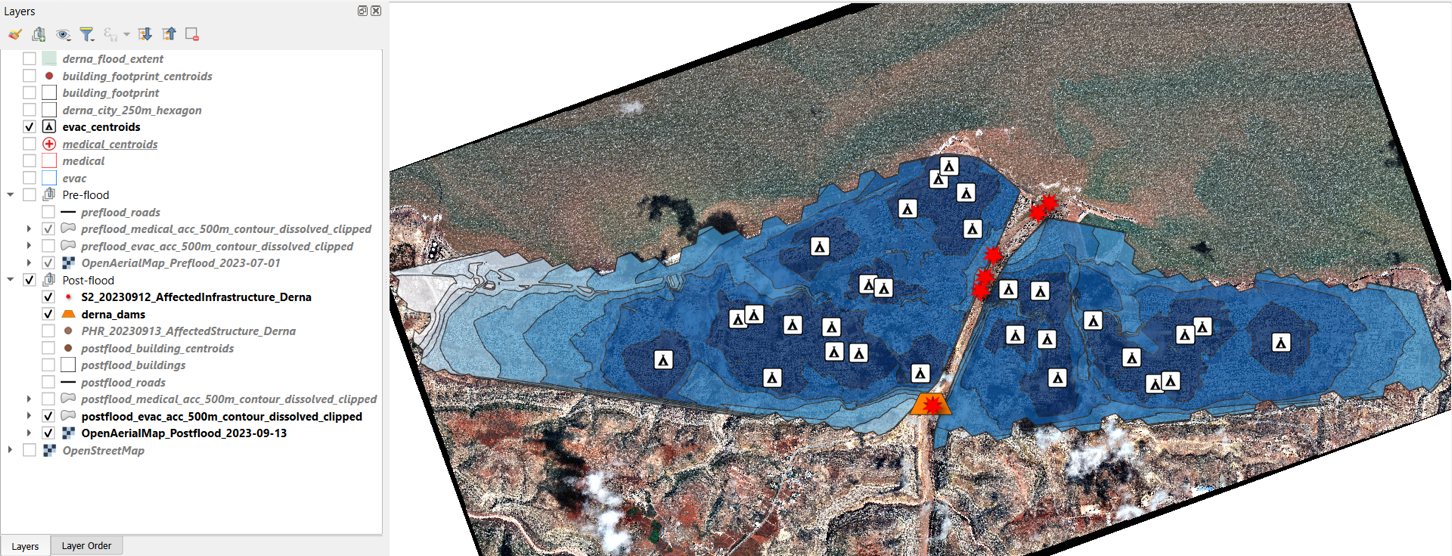 Layers
derna_flood_extent
building_footprint_centroids
building_footprint
derna_city_250m_hexagon
evac_centroids
medical_centroids
medical
evac
Pre-flood
preflood_roads
preflood_medical_acc_500m_contour_dissolved_clipped
preflood_evac_acc_500m_contour_dissolved_clipped
OpenAerialMap_Preflood_2023-07-01
Post-flood
S2_20230912_AffectedInfrastructure_Derna
derna_dams
PHR_20230913_AffectedStructure_Derna
postflood_building_centroids
postflood_buildings
postflood_roads
postflood_medical_acc_500m_contour_dissolved_clipped
postflood_evac_acc_500m_contour_dissolved_clipped
OpenAerialMap_Postflood_2023-09-13
OpenStreetMap
Layers Layer Order